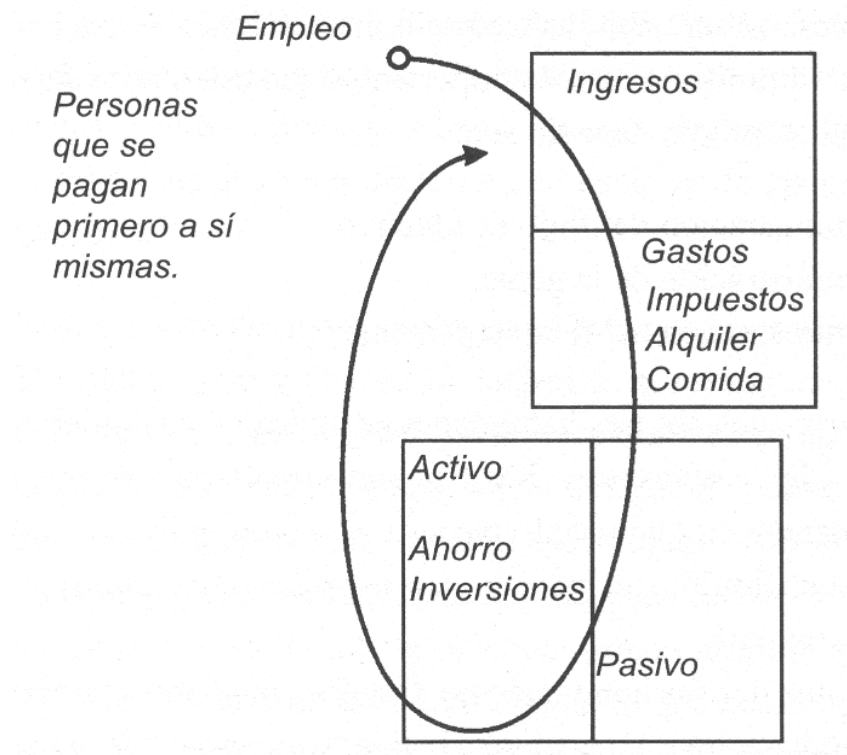 Empleo
Personas
que se
pagan
primero a sí
mismas.
Ingresos
Gastos
Impuestos
Alquiler
Comida
Activo
Ahorro
Inversiones
Pasivo